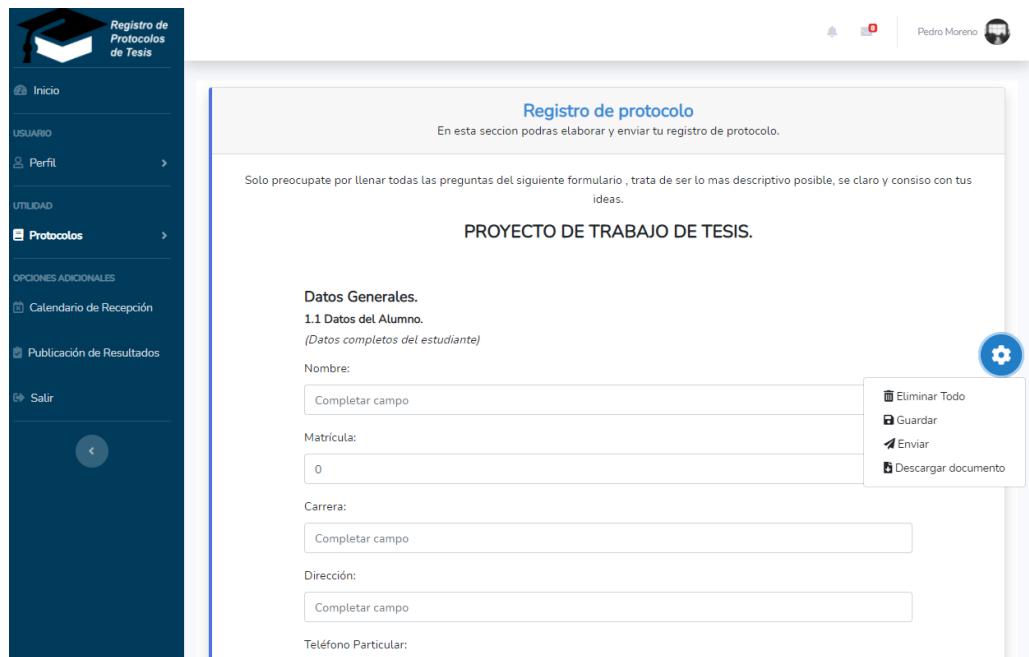 Registro de
Protocolos
de Tesis
Inicio
USUARIO
Perfil
UTILIDAD
Protocolos
OPCIONES ADICIONALES
Calendario de Recepción
Publicación de Resultados
Salir
Pedro Moreno
Registro de protocolo
En esta seccion podras elaborar y enviar tu registro de protocolo.
Solo preocupate por llenar todas las preguntas del siguiente formulario , trata de ser lo mas descriptivo posible, se claro y consiso con tus
ideas.
PROYECTO DE TRABAJO DE TESIS.
Datos Generales.
1.1 Datos del Alumno.
(Datos completos del estudiante)
Nombre:
Completar campo
Matrícula:
0
Carrera:
Completar campo
Dirección:
Completar campo
Teléfono Particular:
Eliminar Todo
Guardar
Enviar
Descargar documento